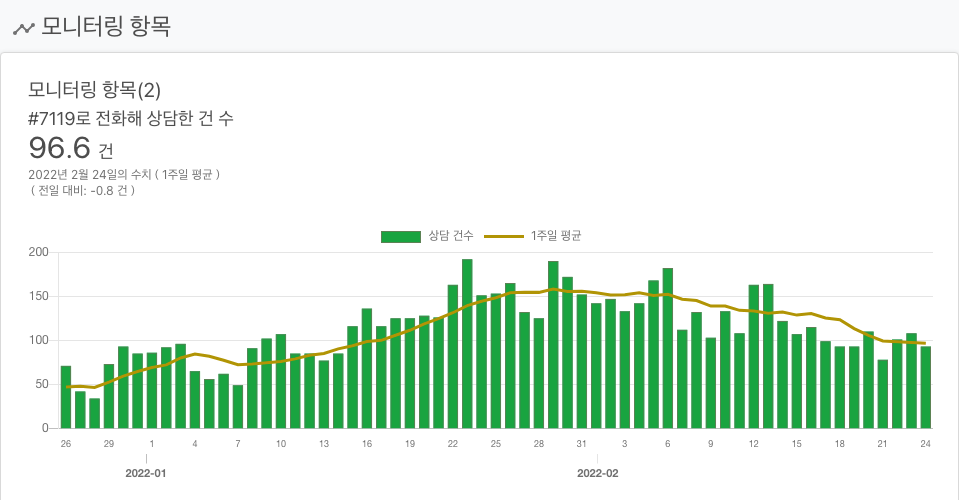 모니터링 항목
모니터링 항목(2)
#7119로 전화해 상담한 건 수
96.6 건
2022년 2월 24일의 수치 ( 1주일 평균 )
( 전일 대비: -0.8 건 )
상담 건수 1주일 평균
200
150
100
50
0
26 29 1 4 7 10 13 16 19 22 25 28 31 3 6 9 12 15 18 21 24
2022-01 2022-02